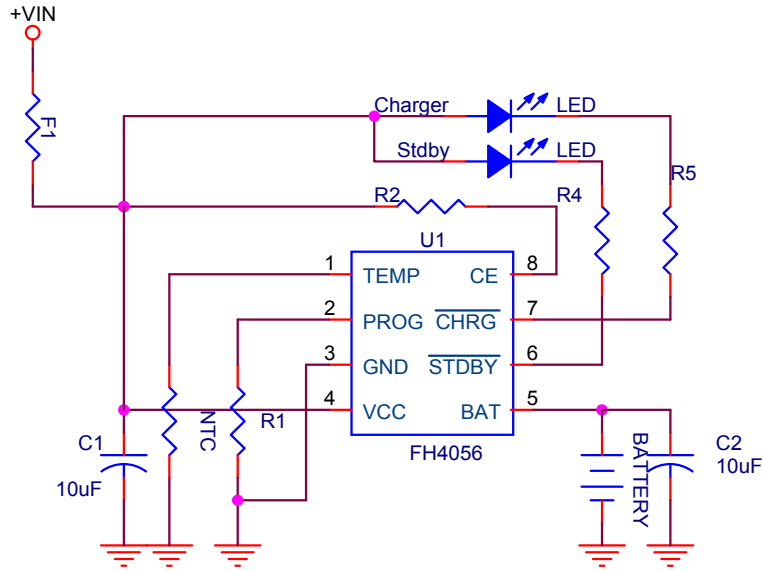 +VIN
F1
Charger
LED
Stdby
LED
R2
R4
R5
U1
1
TEMP
CE
8
2
PROG
CHRG
7
3
GND
STDBY
6
4
VCC
BAT
5
FH4056
C1
10uF
NTC
R1
BATTERY
C2
10uF